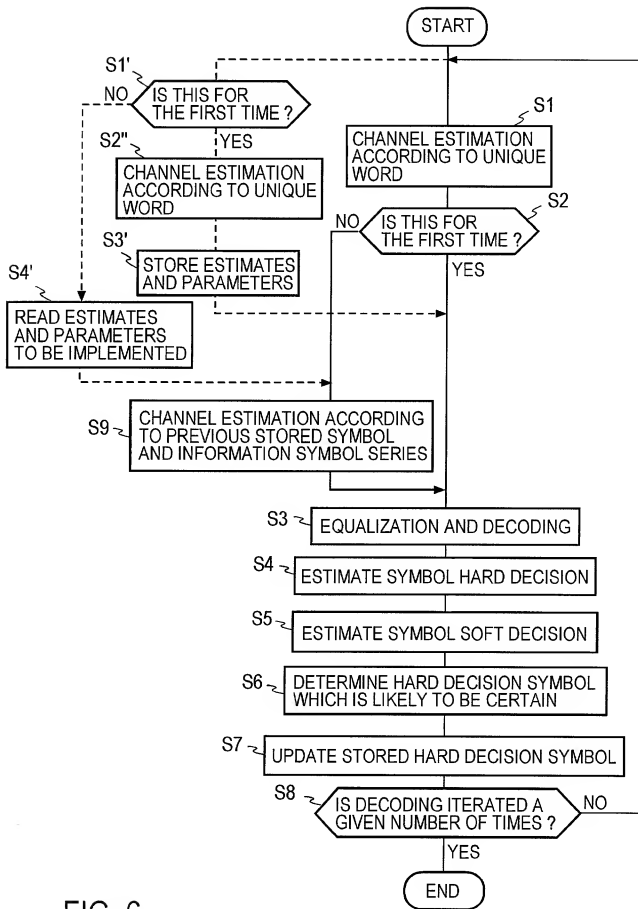 START
S1'
NO
IS THIS FOR
THE FIRST TIME ?
YES
S1
CHANNEL ESTIMATION
ACCORDING TO UNIQUE
WORD
S2"
CHANNEL ESTIMATION
ACCORDING TO UNIQUE
WORD
S2
NO
IS THIS FOR
THE FIRST TIME ?
YES
S3'
STORE ESTIMATES
AND PARAMETERS
S4'
READ ESTIMATES
AND PARAMETERS
TO BE IMPLEMENTED
S9
CHANNEL ESTIMATION ACCORDING
TO PREVIOUS STORED SYMBOL
AND INFORMATION SYMBOL SERIES
S3
EQUALIZATION AND DECODING
S4
ESTIMATE SYMBOL HARD DECISION
S5
ESTIMATE SYMBOL SOFT DECISION
S6
DETERMINE HARD DECISION SYMBOL
WHICH IS LIKELY TO BE CERTAIN
S7
UPDATE STORED HARD DECISION SYMBOL
S8
IS DECODING ITERATED A
GIVEN NUMBER OF TIMES ?
NO
YES
END
FIG. 6